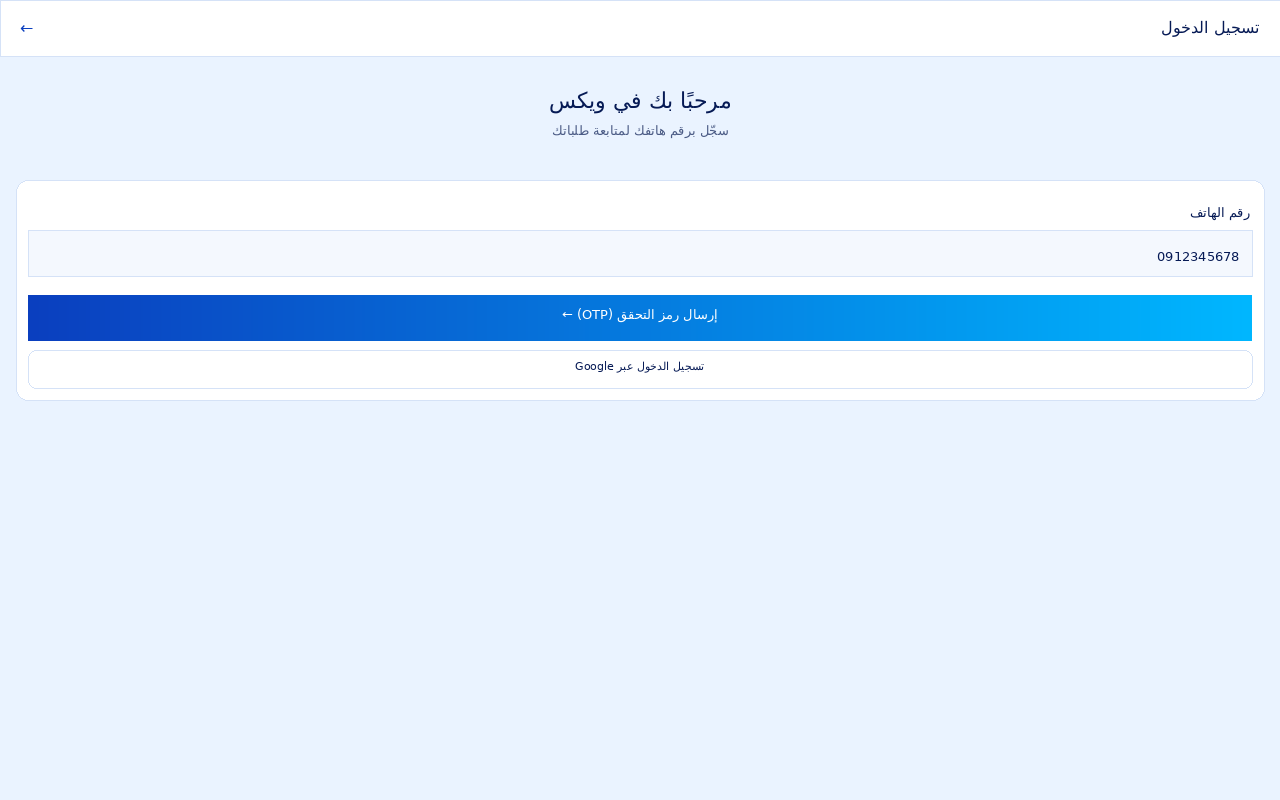 تسجيل الدخول
←
مرحبًا بك في ويكس
سجّل برقم هاتفك لمتابعة طلباتك
رقم الهاتف
0912345678
إرسال رمز التحقق (OTP) ←
تسجيل الدخول عبر Google